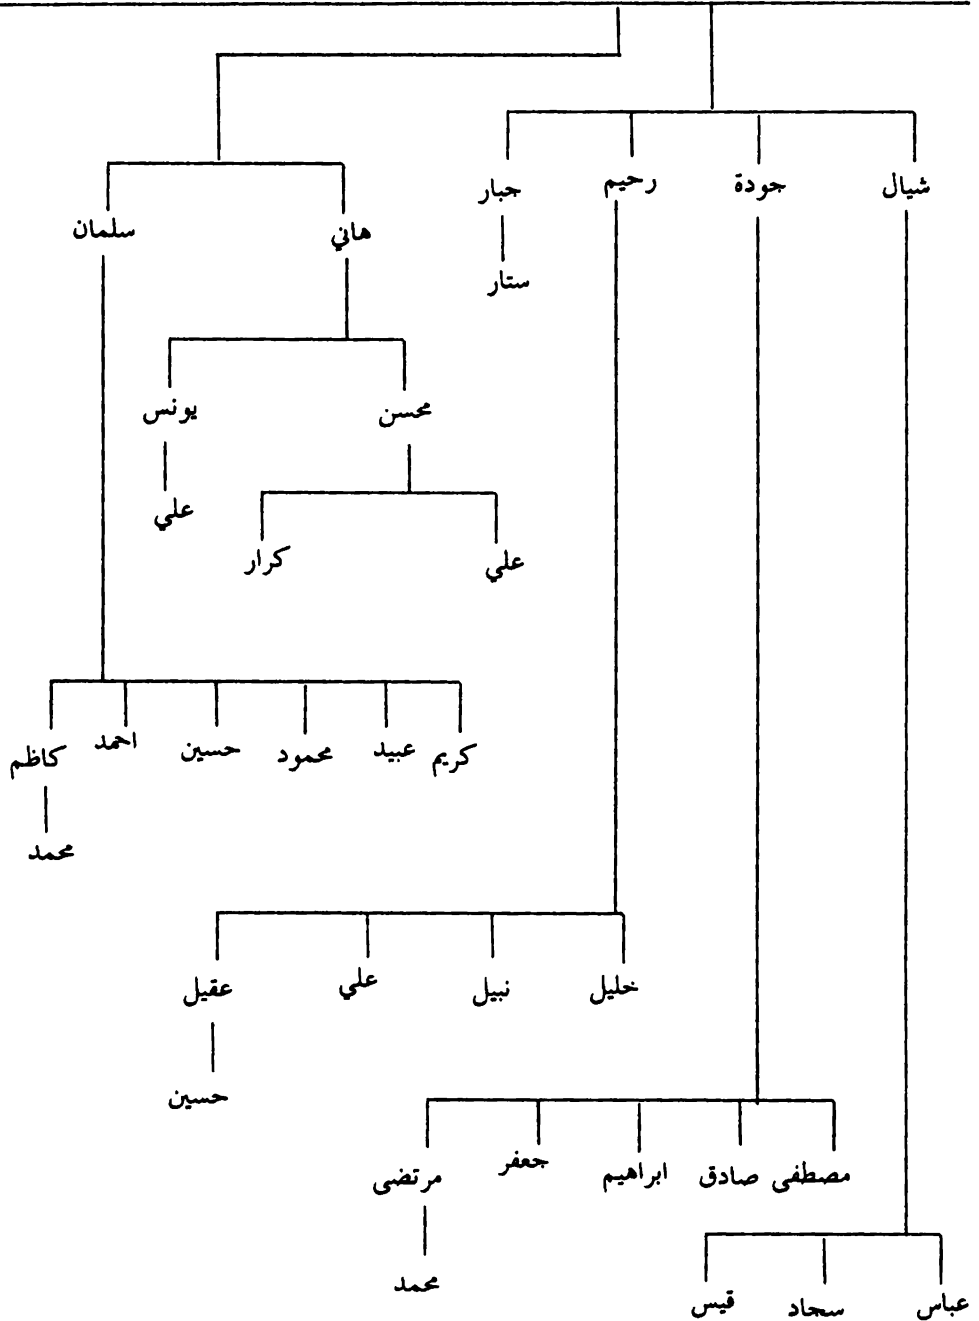 شيال جودة رحيم جبار
هاني سلمان
ستار
محسن يونس
علي
علي كرار
كريم عبيد محمود حسين احمد كاظم
محمد
خليل نبيل علي عقيل
حسين
مصطفى صادق ابراهيم جعفر مرتضى
محمد
عباس سجاد قيس